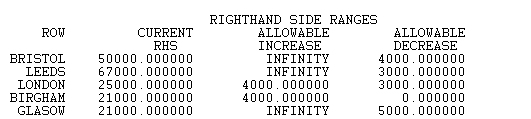 RIGHTHAND SIDE RANGES
ROW CURRENT ALLOWABLE ALLOWABLE
RHS INCREASE DECREASE
BRISTOL 50000.000000 INFINITY 4000.000000
LEEDS 67000.000000 INFINITY 3000.000000
LONDON 25000.000000 4000.000000 3000.000000
BIRGHAM 21000.000000 4000.000000 0.000000
GLASOW 21000.000000 INFINITY 5000.000000